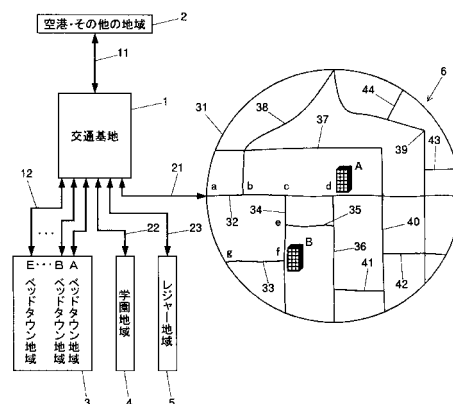 空港・その他の地域
2
11
1
交通基地
12
21
22
23
E・・・B A
ベッドタウン地域
ベッドタウン地域
ベッドタウン地域
3
学園地域
4
レジャー地域
5
6
31
38
37
44
39
43
A
a
b
c
d
32
34
35
40
e
36
B
g
f
33
41
42